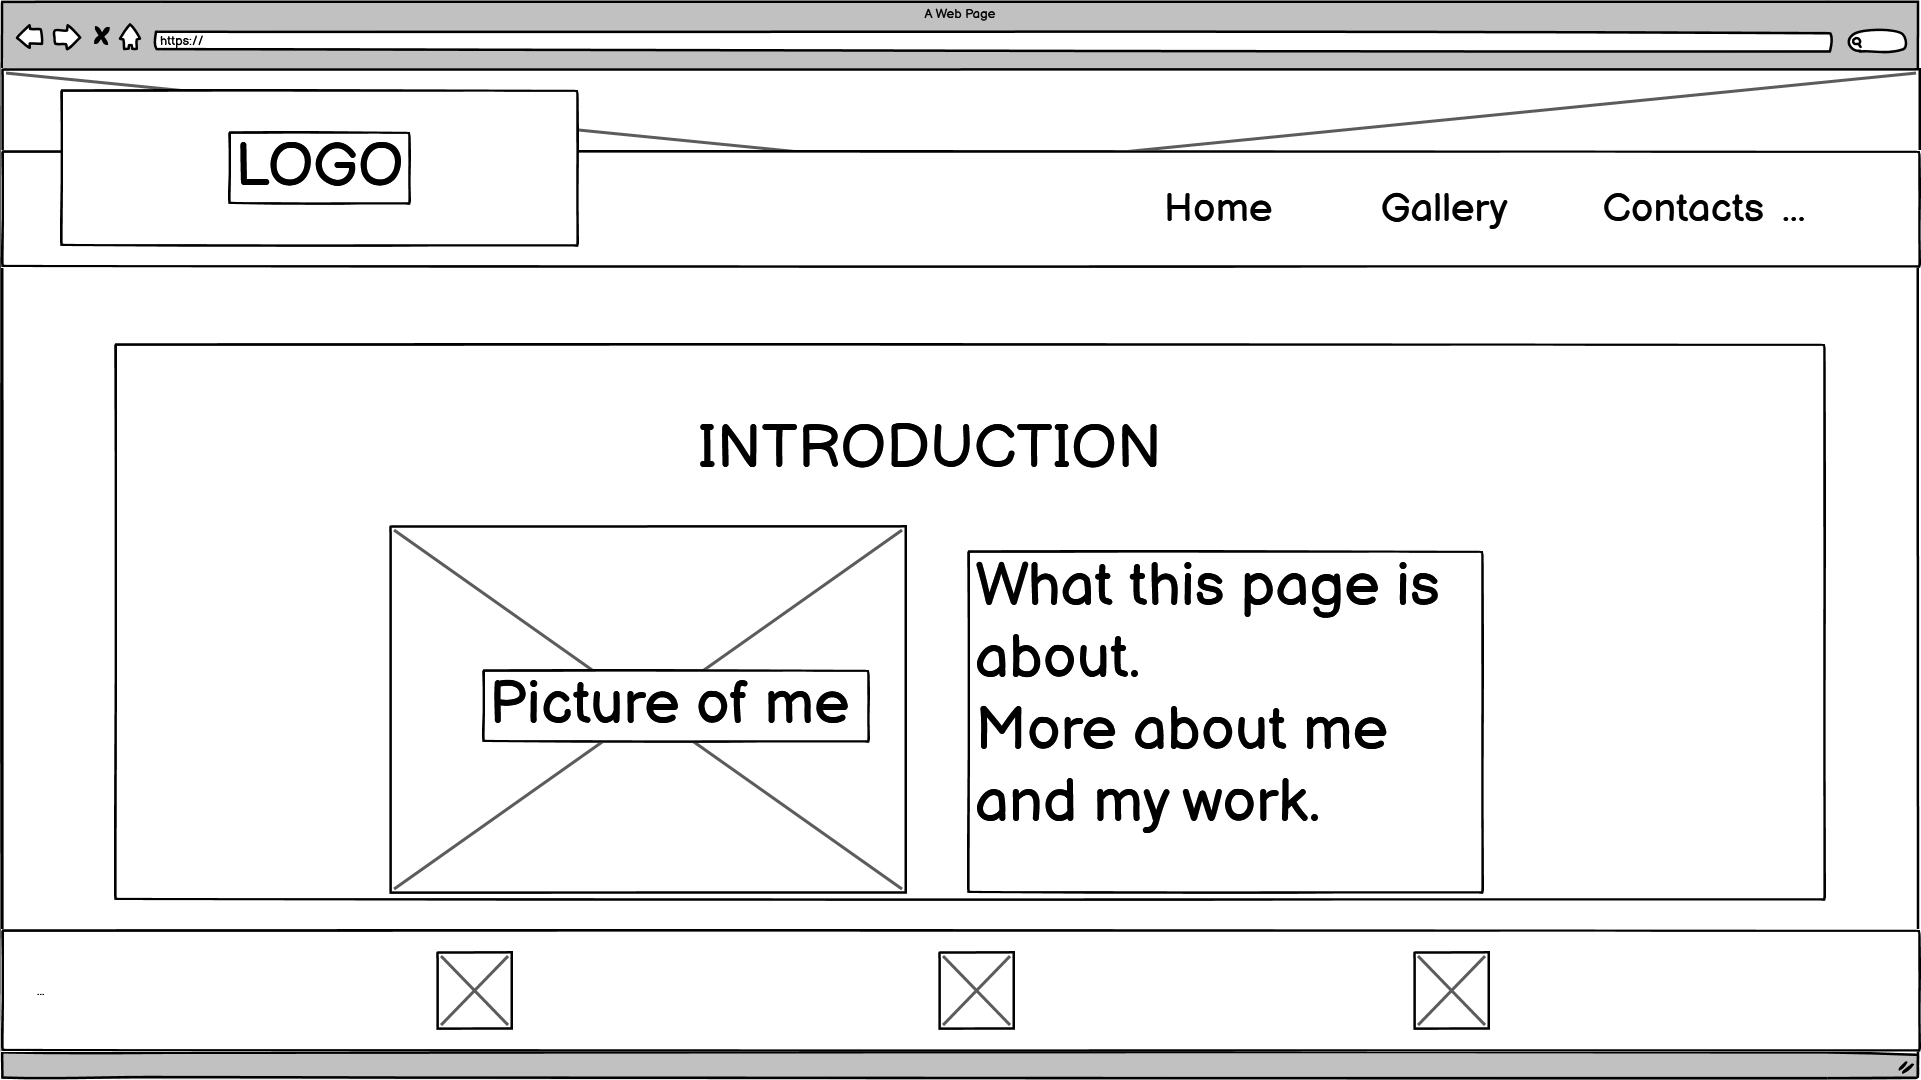 A Web Page
https://
LOGO
Home Gallery Contacts ...
INTRODUCTION
Picture of me
What this page is
about.
More about me
and my work.
...